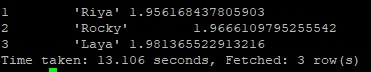 1 'Riya' 1.956168437805903
2 'Rocky' 1.9666109795255542
3 'Laya' 1.981365522913216
Time taken: 13.106 seconds, Fetched: 3 row(s)